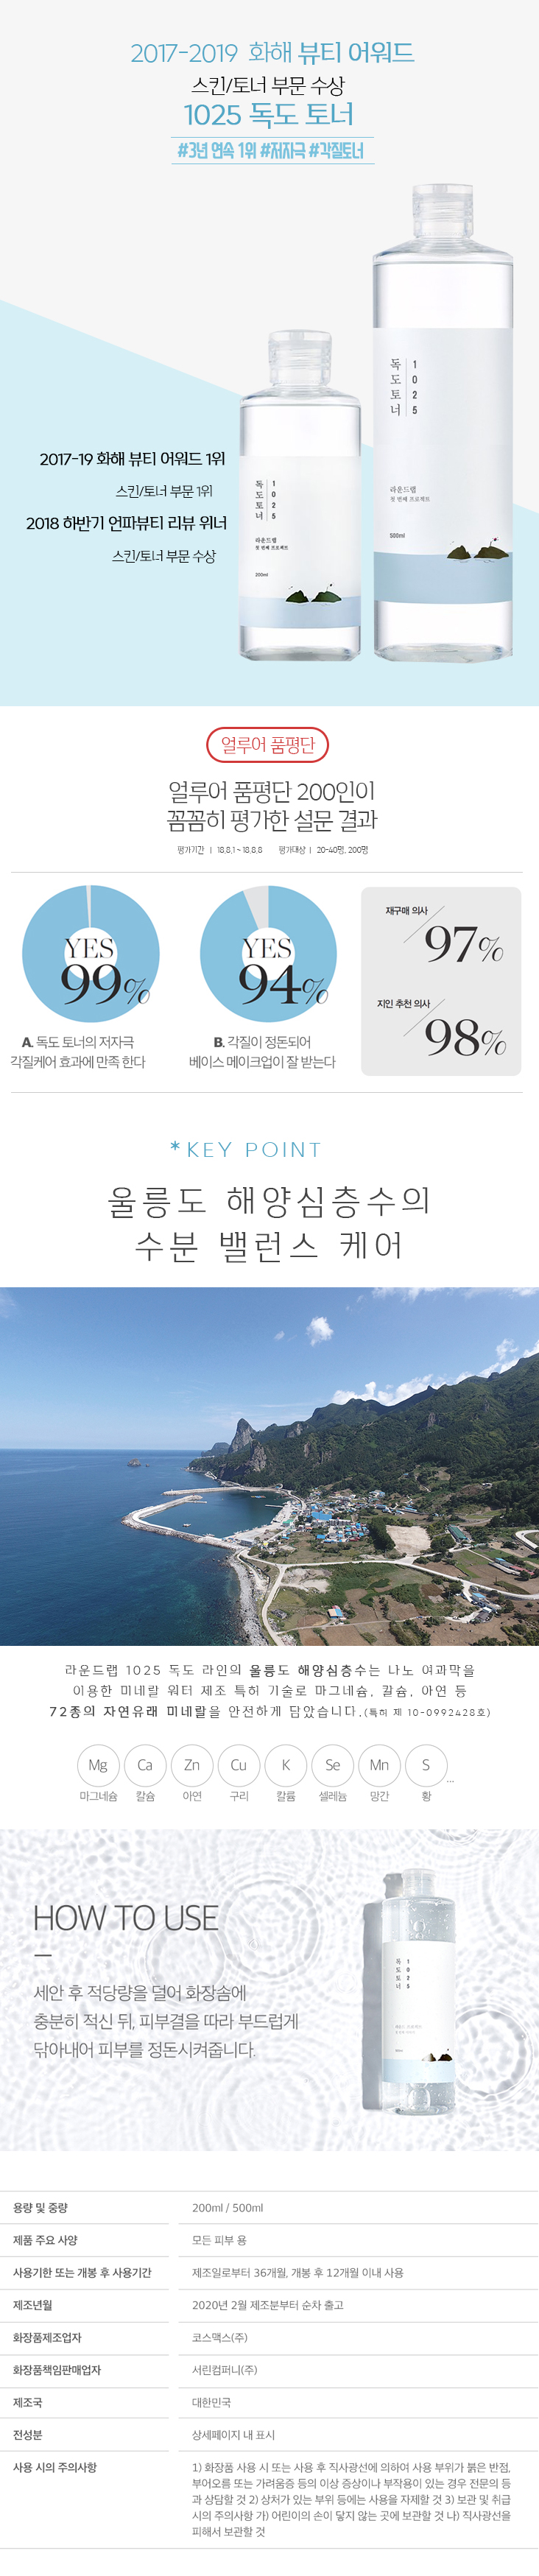 2017-2019 화해 뷰티 어워드
스킨/토너 부문 수상
1025 독도 토너
#3년 연속 1위 #저자극 #각질토너
독도토너
1025
라운드랩
첫 번째 프로젝트
500ml
2017-19 화해 뷰티 어워드 1위
스킨/토너 부문 1위
2018 하반기 언파뷰티 리뷰 위너
스킨/토너 부문 수상
독도토너
1025
라운드랩
첫 번째 프로젝트
200ml
얼루어 품평단
얼루어 품평단 200인이
꼼꼼히 평가한 설문 결과
평가기간 | 18.8.1 ~ 18.8.8 평가대상 | 20-40명, 200명
YES
99%
A. 독도 토너의 저자극
각질케어 효과에 만족 한다
YES
94%
B. 각질이 정돈되어
베이스 메이크업이 잘 받는다
재구매 의사
97%
지인 추천 의사
98%
*KEY POINT
울릉도 해양심층수의
수분 밸런스 케어
라운드랩 1025 독도 라인의 울릉도 해양심층수는 나노 여과막을
이용한 미네랄 워터 제조 특허 기술로 마그네슘, 칼슘, 아연 등
72종의 자연유래 미네랄을 안전하게 담았습니다.(특허 제 10-0992428호)
Mg Ca Zn Cu K Se Mn S ...
마그네슘 칼슘 아연 구리 칼륨 셀레늄 망간 황
HOW TO USE
세안 후 적당량을 덜어 화장솜에
충분히 적신 뒤, 피부결을 따라 부드럽게
닦아내어 피부를 정돈시켜줍니다.
독도토너
1025
용량 및 중량 200ml / 500ml
제품 주요 사양 모든 피부 용
사용기한 또는 개봉 후 사용기간 제조일로부터 36개월, 개봉 후 12개월 이내 사용
제조년월 2020년 2월 제조분부터 순차 출고
화장품제조업자 코스맥스(주)
화장품책임판매업자 서린컴퍼니(주)
제조국 대한민국
전성분 상세페이지 내 표시
사용 시의 주의사항 1) 화장품 사용 시 또는 사용 후 직사광선에 의하여 사용 부위가 붉은 반점,
부어오름 또는 가려움증 등의 이상 증상이나 부작용이 있는 경우 전문의 등
과 상담할 것 2) 상처가 있는 부위 등에는 사용을 자제할 것 3) 보관 및 취급
시의 주의사항 가) 어린이의 손이 닿지 않는 곳에 보관할 것 나) 직사광선을
피해서 보관할 것